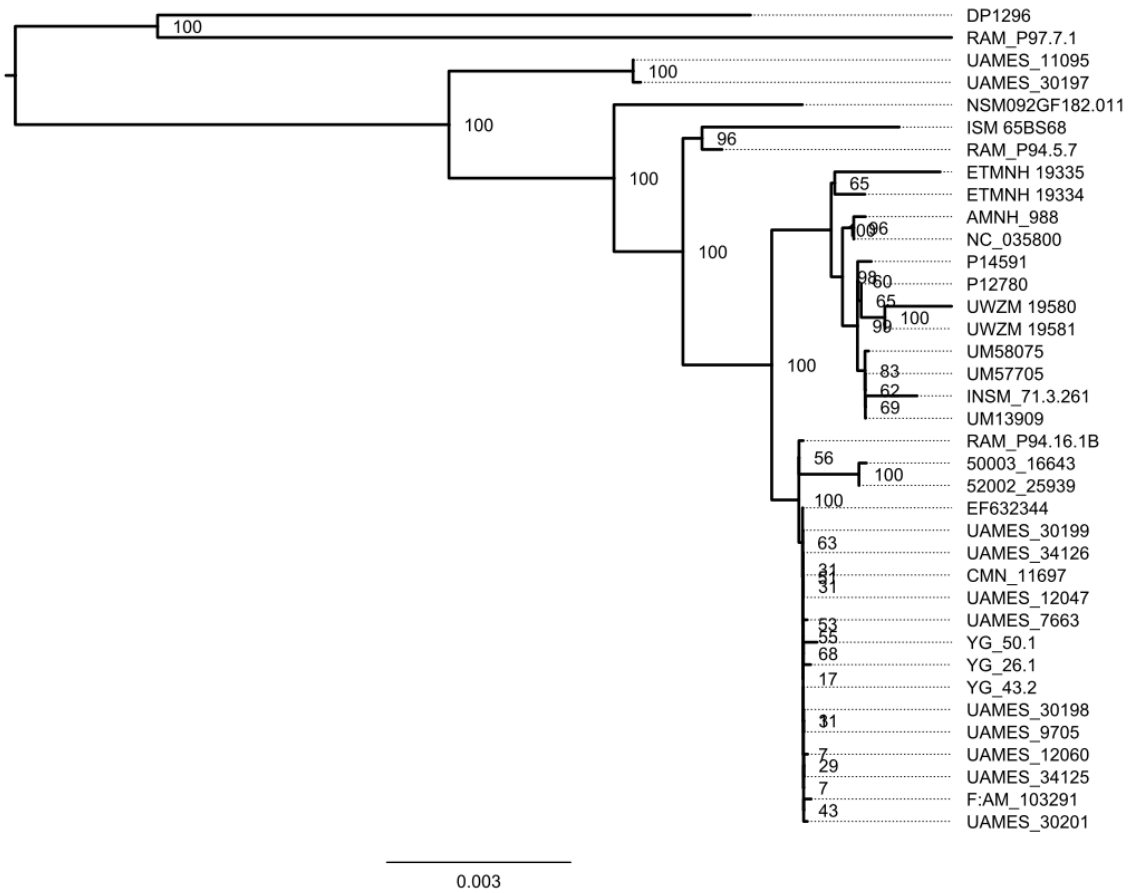 DP1296
100
RAM_P97.7.1
UAMES_11095
100
UAMES_30197
NSM092GF182.011
100
ISM 65BS68
96
RAM_P94.5.7
ETMNH 19335
100
65
ETMNH 19334
AMNH_988
96
NC_035800
100
P14591
98
60
P12780
65
UWZM 19580
100
99
UWZM 19581
UM58075
100
83
UM57705
62
INSM_71.3.261
69
UM13909
RAM_P94.16.1B
56
50003_16643
100
52002_25939
100
EF632344
UAMES_30199
63
UAMES_34126
31
CMN_11697
31
UAMES_12047
53
UAMES_7663
55
YG_50.1
68
YG_26.1
17
YG_43.2
UAMES_30198
31
UAMES_9705
7
UAMES_12060
29
UAMES_34125
7
F:AM_103291
43
UAMES_30201
0.003